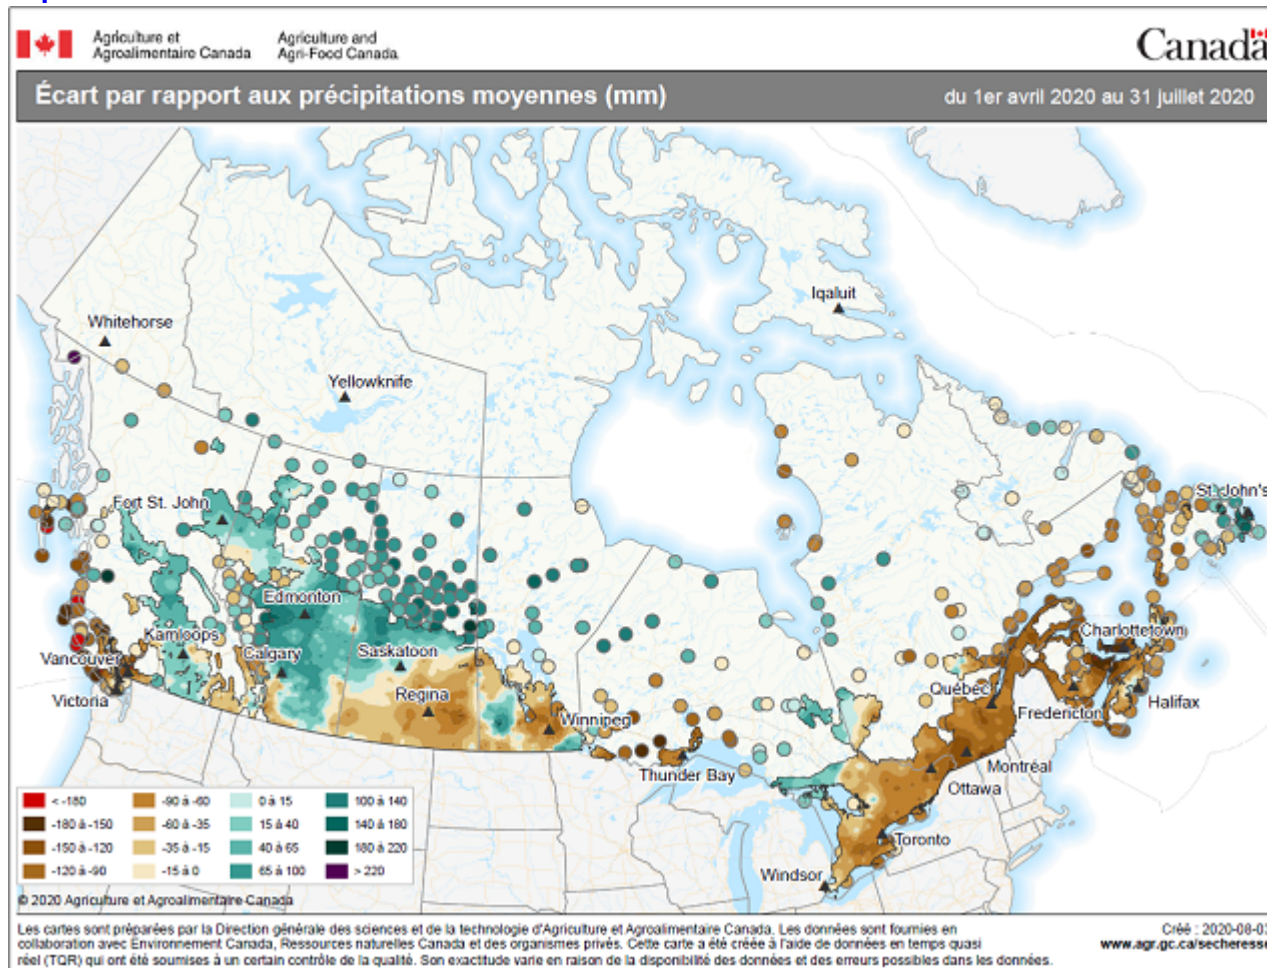 Agriculture et
Agroalimentaire Canada
Agriculture and
Agri-Food Canada
Canada
Écart par rapport aux précipitations moyennes (mm)
du 1er avril 2020 au 31 juillet 2020
Iqaluit
Whitehorse
Yellowknife
Fort St. John
St. John's
Edmonton
Kamloops
Charlottetown
Vancouver
Calgary
Saskatoon
Victoria
Regina
Québec
Halifax
Winnipeg
Fredericton
Thunder Bay
Montréal
Ottawa
Toronto
Windsor
< -180
-90 à -60
0 à 15
100 à 140
-180 à -150
-60 à -35
15 à 40
140 à 180
-150 à -120
-35 à -15
40 à 65
180 à 220
-120 à -90
-15 à 0
65 à 100
> 220
© 2020 Agriculture et Agroalimentaire Canada
Les cartes sont préparées par la Direction générale des sciences et de la technologie d'Agriculture et Agroalimentaire Canada. Les données sont fournies en
collaboration avec Environnement Canada, Ressources naturelles Canada et des organismes privés. Cette carte a été créée à l'aide de données en temps quasi
réel (TQR) qui ont été soumises à un certain contrôle de la qualité. Son exactitude varie en raison de la disponibilité des données et des erreurs possibles dans les données.
Créé : 2020-08-03
www.agr.gc.ca/secheresse